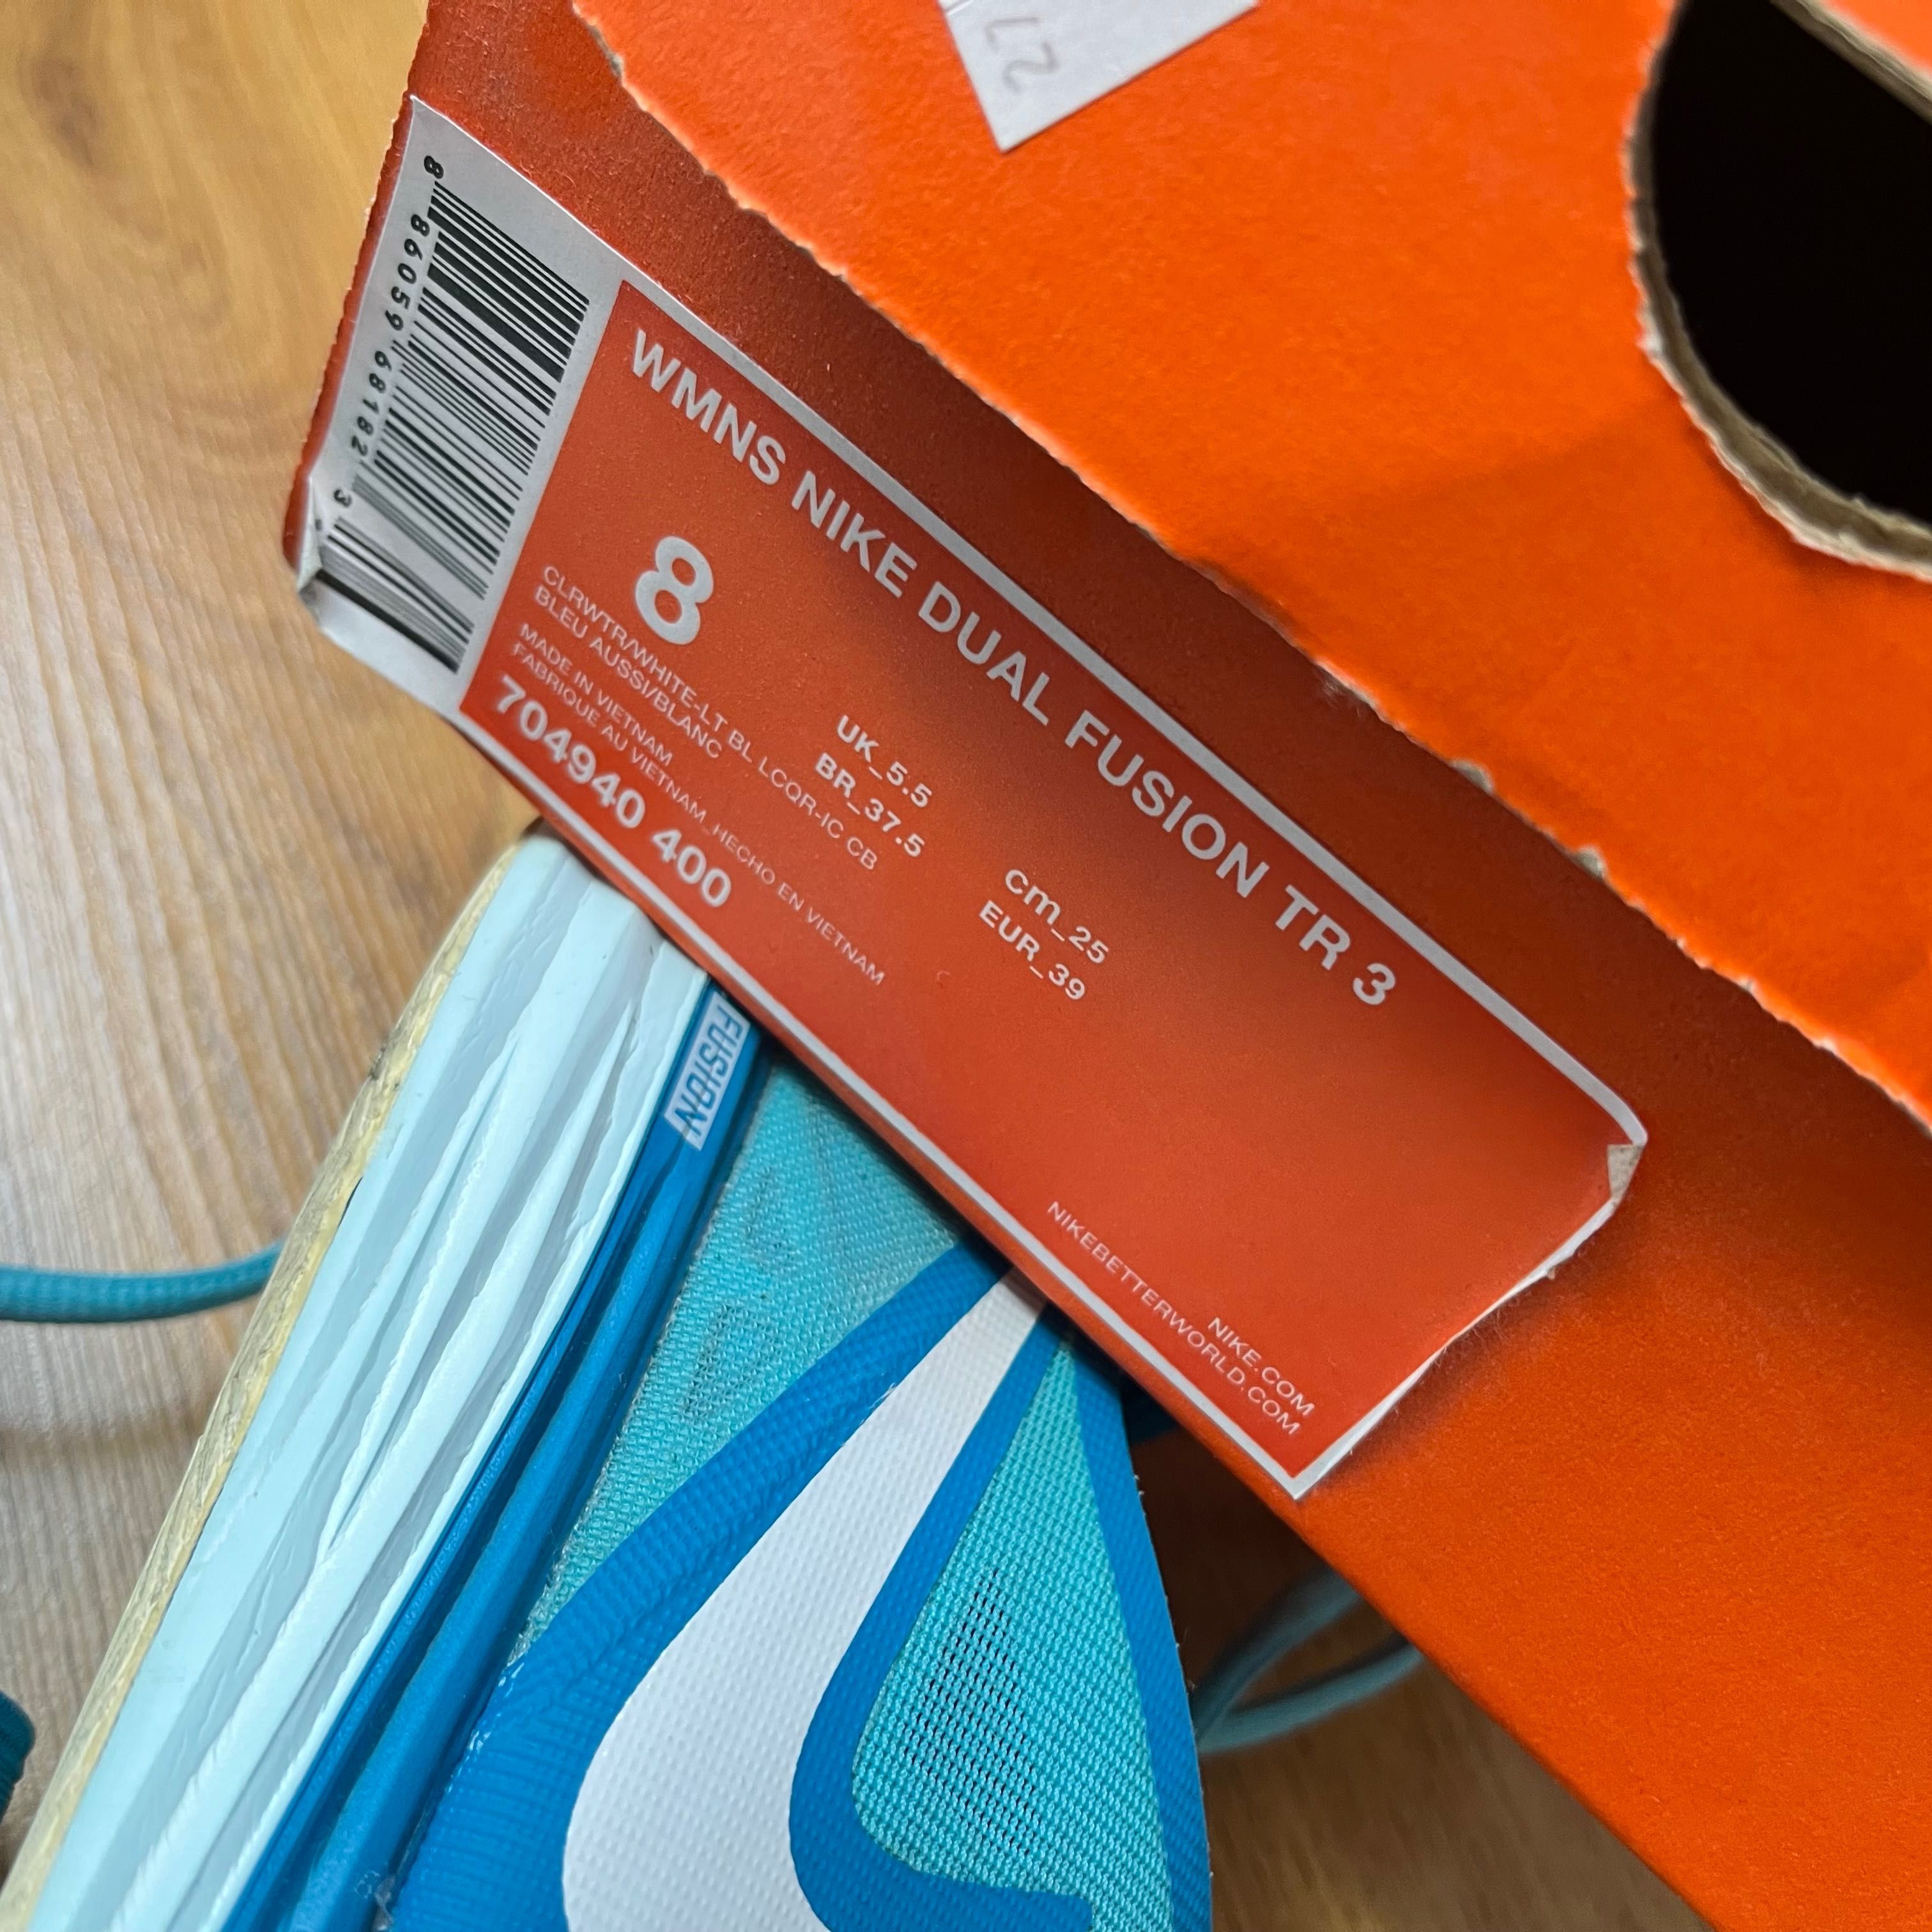 27
8 86059 68182 3
WMNS NIKE DUAL FUSION TR 3
8
UK_5.5
BR_37.5
cm_25
EUR_39
CLRWTR/WHITE-LT BL LCQR-IC CB
BLEU AUSSI/BLANC
MADE IN VIETNAM
FABRIQUE AU VIETNAM_HECHO EN VIETNAM
704940 400
NIKE.COM
NIKEBETTERWORLD.COM
FUSION